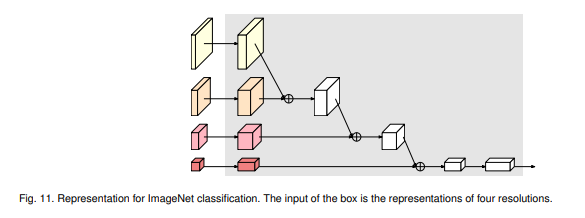 Fig. 11. Representation for ImageNet classification. The input of the box is the representations of four resolutions.